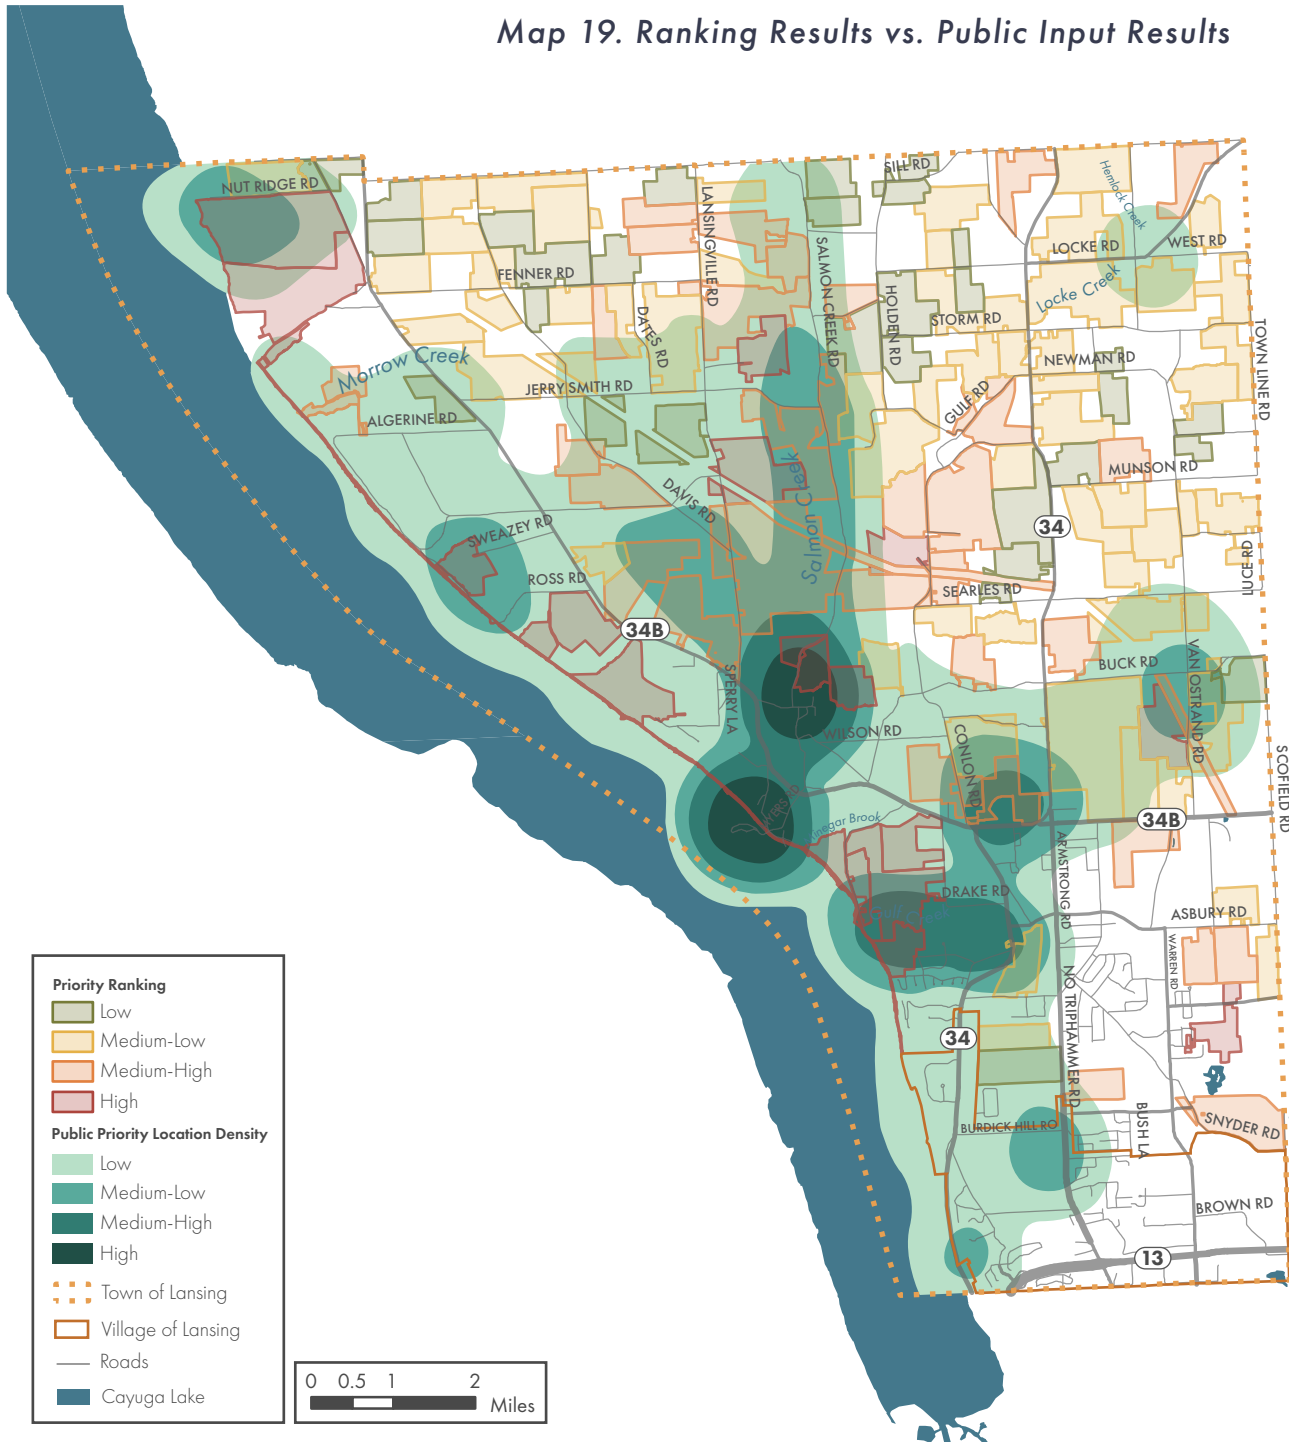 Map 19. Ranking Results vs. Public Input Results
NUT RIDGE RD
SILL RD
Hemlock Creek
LANSINGVILLE RD
SALMON CREEK RD
LOCKE RD
WEST RD
FENNER RD
Locke Creek
HOLDEN RD
STORM RD
DATES RD
TOWN LINE RD
Morrow Creek
NEWMAN RD
JERRY SMITH RD
GULF RD
ALGERINE RD
MUNSON RD
Salmon Creek
DAVIS RD
34
SWEAZEY RD
LUCE RD
ROSS RD
SEARLES RD
34B
BUCK RD
VAN OSTRAND RD
SPERRY LA
WILSON RD
CONLON RD
SCOFIELD RD
MYERS RD
Minegar Brook
34B
ARMSTRONG RD
DRAKE RD
Gulf Creek
ASBURY RD
WARREN RD
NO TRIPHAMMER RD
34
BURDICK HILL RD
BUSH LA
SNYDER RD
BROWN RD
13
Priority Ranking
Low
Medium-Low
Medium-High
High
Public Priority Location Density
Low
Medium-Low
Medium-High
High
Town of Lansing
Village of Lansing
Roads
Cayuga Lake
0 0.5 1 2
Miles